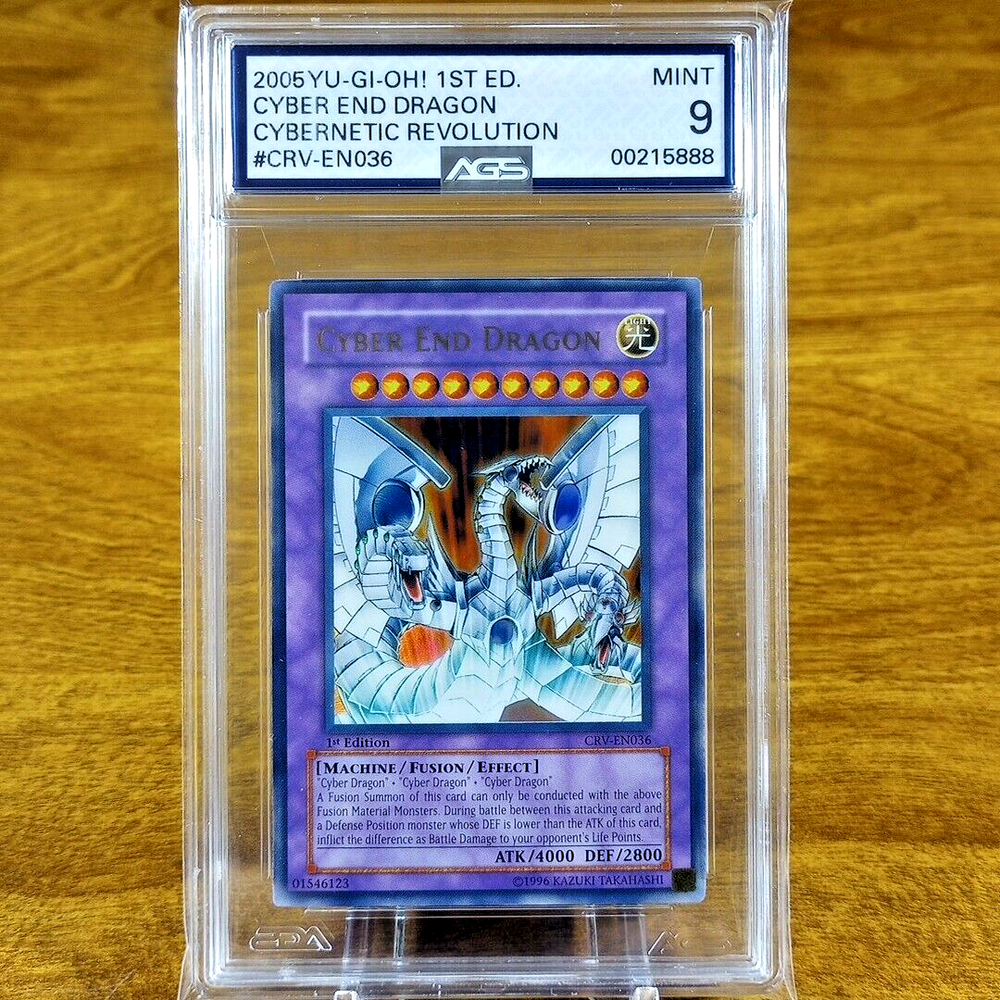 2005 YU-GI-OH! 1ST ED.
MINT
CYBER END DRAGON
9
CYBERNETIC REVOLUTION
#CRV-EN036
AGS
00215888
CYBER END DRAGON
LIGHT
光
1st Edition
CRV-EN036
[MACHINE/FUSION/EFFECT]
"Cyber Dragon" + "Cyber Dragon" + "Cyber Dragon"
A Fusion Summon of this card can only be conducted with the above
Fusion Material Monsters. During battle between this attacking card and
a Defense Position monster whose DEF is lower than the ATK of this card,
inflict the difference as Battle Damage to your opponent's Life Points.
ATK/4000 DEF/2800
01546123
©1996 KAZUKI TAKAHASHI
AGS